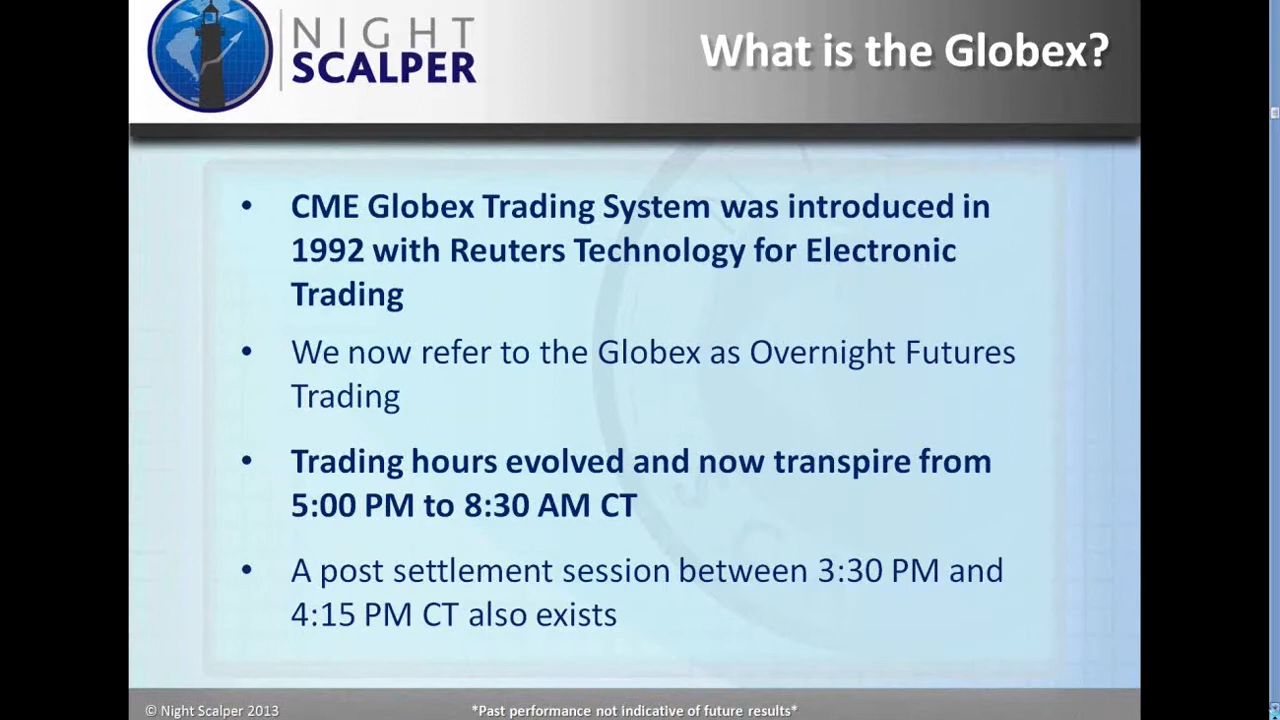 NIGHT
SCALPER
What is the Globex?
• CME Globex Trading System was introduced in
1992 with Reuters Technology for Electronic
Trading
• We now refer to the Globex as Overnight Futures
Trading
• Trading hours evolved and now transpire from
5:00 PM to 8:30 AM CT
• A post settlement session between 3:30 PM and
4:15 PM CT also exists
© Night Scalper 2013
*Past performance not indicative of future results*